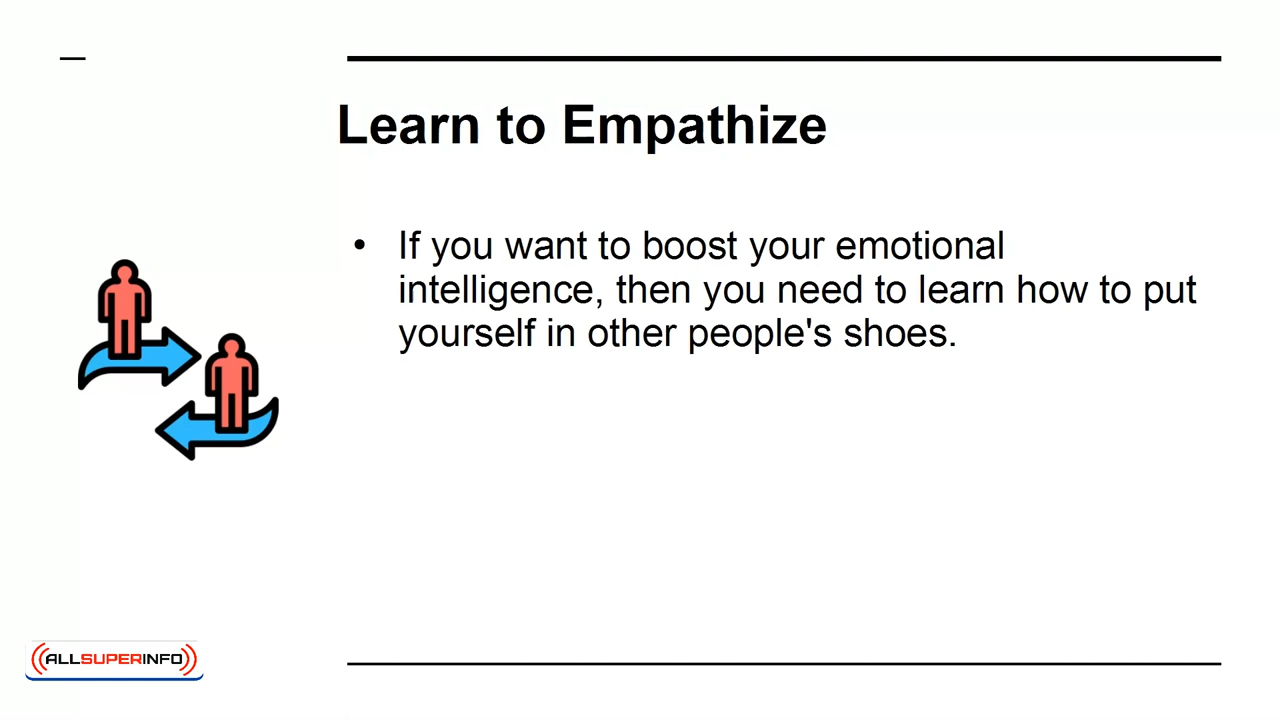 Learn to Empathize
• If you want to boost your emotional
intelligence, then you need to learn how to put
yourself in other people's shoes.
ALLSUPERINFO